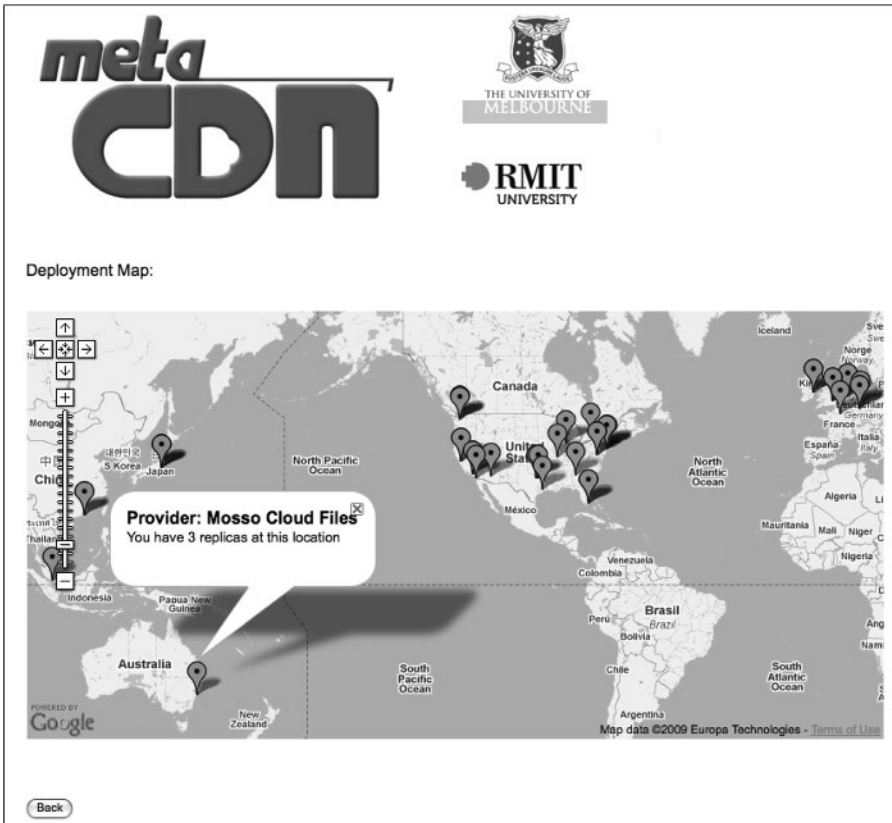 meta
CDN
THE UNIVERSITY OF
MELBOURNE
RMIT
UNIVERSITY
Deployment Map:
Iceland
Norge
Norway
Canada
Germany
France
España
Spain
Italia
Italy
United
North Pacific
Ocean
North
Atlantic
Ocean
대한민국
S Korea
Japan
México
Algeria
Mauritania
Mali
Niger
Nigeria
Provider: Mosso Cloud Files
You have 3 replicas at this location
Venezuela
Colombia
Indonesia
Papua New
Guinea
Perú
Brasil
Brazil
Bolivia
Australia
Chile
South
Pacific
Ocean
South
Atlantic
Ocean
New
Zealand
Argentina
POWERED BY
Google
Map data ©2009 Europa Technologies - Terms of Use
Back